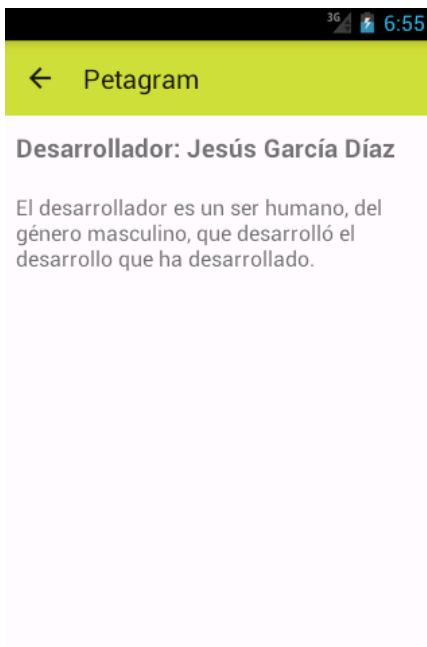 3G 6:55
Petagram
Desarrollador: Jesús García Díaz
El desarrollador es un ser humano, del
género masculino, que desarrolló el
desarrollo que ha desarrollado.